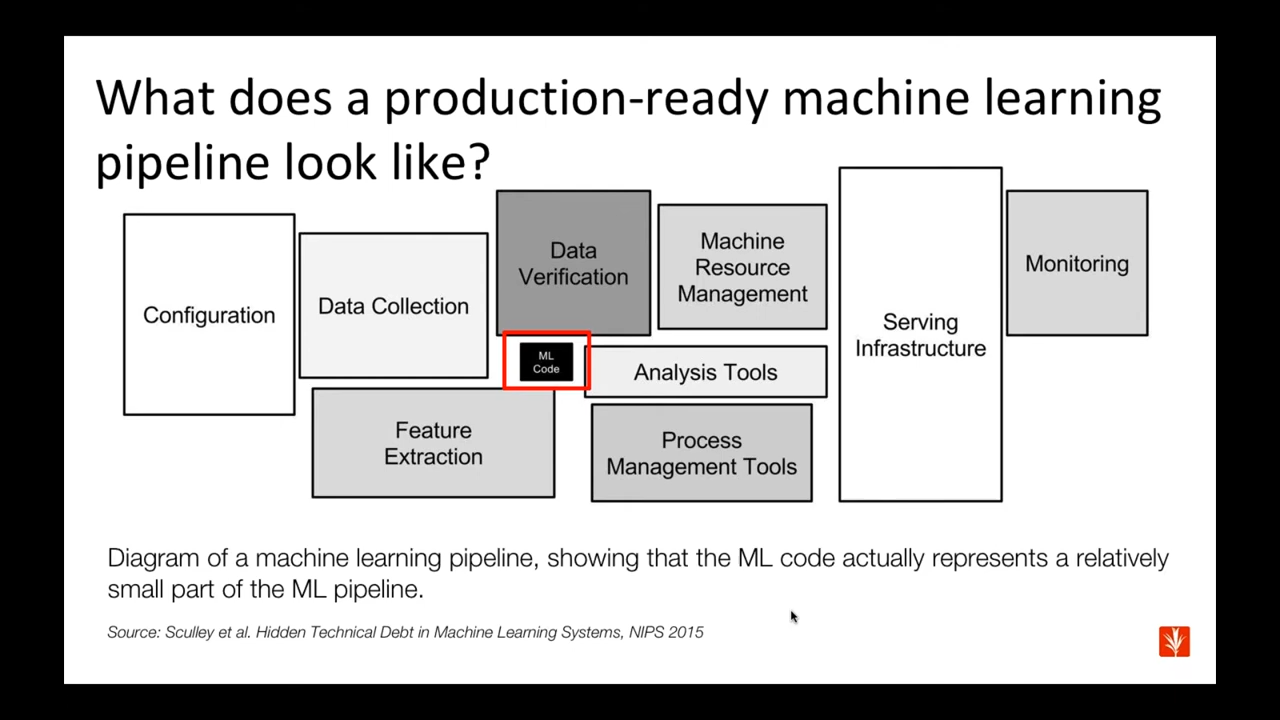 What does a production-ready machine learning
pipeline look like?
Configuration
Data Collection
Data
Verification
Machine
Resource
Management
Serving
Infrastructure
Monitoring
ML
Code
Analysis Tools
Feature
Extraction
Process
Management Tools
Diagram of a machine learning pipeline, showing that the ML code actually represents a relatively
small part of the ML pipeline.
Source: Sculley et al. Hidden Technical Debt in Machine Learning Systems, NIPS 2015